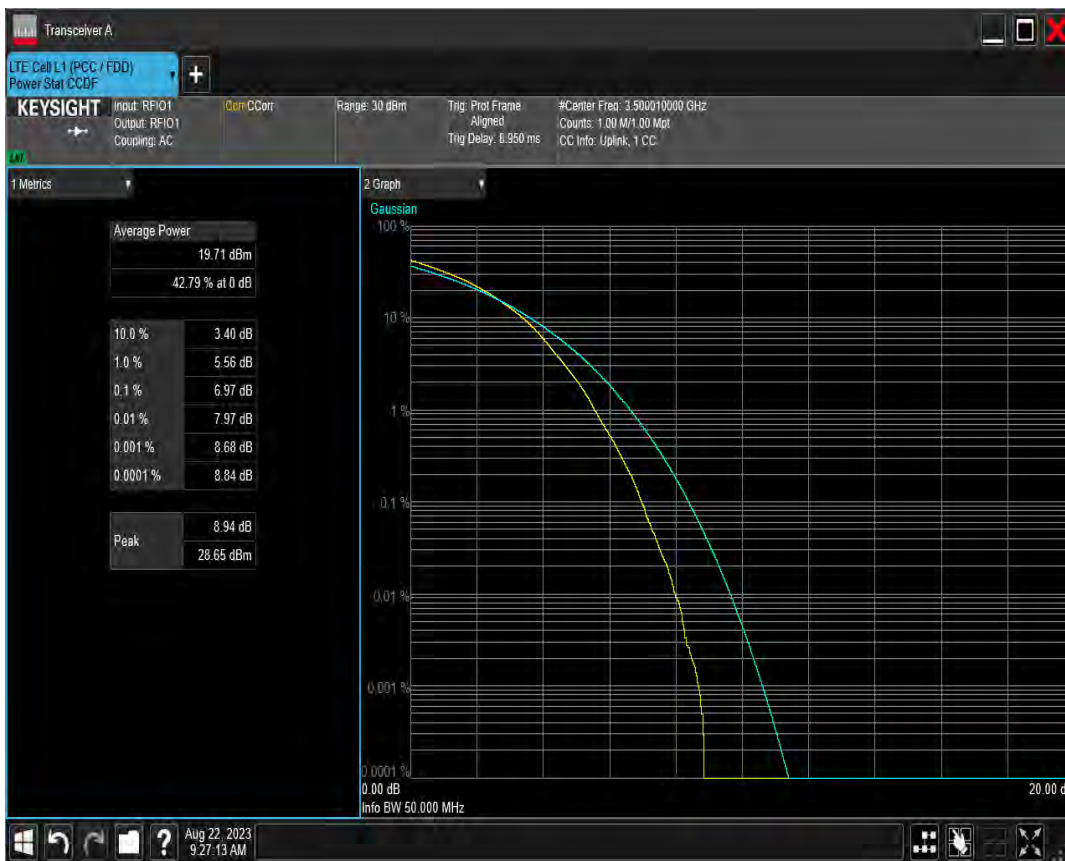 Transceiver A
LTE Cell L1 (PCC / FDD)
Power Stat CCDF
+
KEYSIGHT
Input: RFIO1
Output: RFIO1
Coupling: AC
Corr CCorr
Range: 30 dBm
Trig: Prot Frame
Aligned
Trig Delay: 6.950 ms
#Center Freq: 3.500010000 GHz
Counts: 1.00 M/1.00 Mpt
CC Info: Uplink, 1 CC
1 Metrics
Average Power
19.71 dBm
42.79 % at 0 dB
10.0 % 3.40 dB
1.0 % 5.56 dB
0.1 % 6.97 dB
0.01 % 7.97 dB
0.001 % 8.68 dB
0.0001 % 8.84 dB
Peak
8.94 dB
28.65 dBm
2 Graph
Gaussian
100 %
10 %
1 %
0.1 %
0.01 %
0.001 %
0.0001 %
0.00 dB
20.00 d
Info BW 50.000 MHz
?
Aug 22, 2023
9:27:13 AM